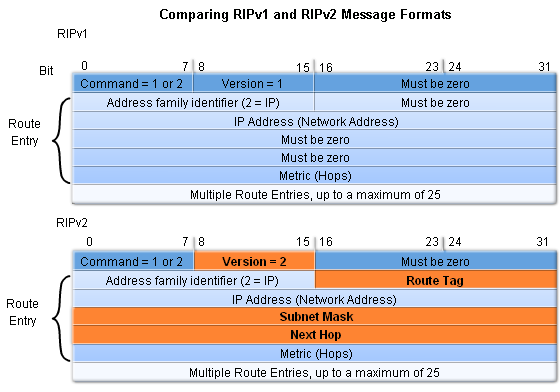 Comparing RIPv1 and RIPv2 Message Formats
RIPv1
Bit 0 7 8 15 16 23 24 31
Command = 1 or 2 Version = 1 Must be zero
Address family identifier (2 = IP) Must be zero
Route Entry
IP Address (Network Address)
Must be zero
Must be zero
Metric (Hops)
Multiple Route Entries, up to a maximum of 25
RIPv2
0 7 8 15 16 23 24 31
Command = 1 or 2 Version = 2 Must be zero
Address family identifier (2 = IP) Route Tag
Route Entry
IP Address (Network Address)
Subnet Mask
Next Hop
Metric (Hops)
Multiple Route Entries, up to a maximum of 25